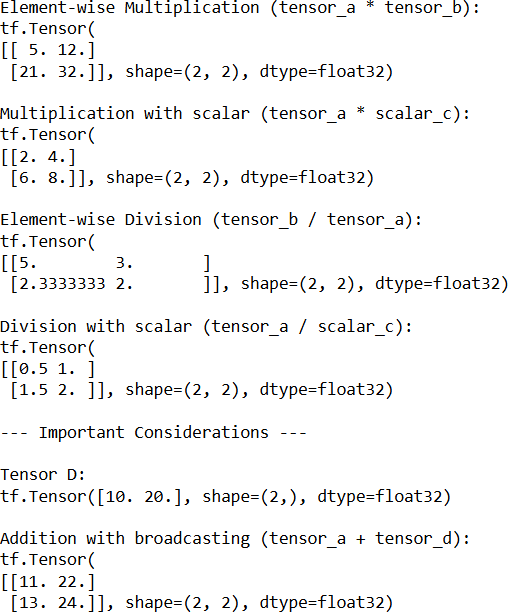 Element-wise Multiplication (tensor_a * tensor_b):
tf.Tensor(
[[ 5. 12.]
 [21. 32.]], shape=(2, 2), dtype=float32)

Multiplication with scalar (tensor_a * scalar_c):
tf.Tensor(
[[2. 4.]
 [6. 8.]], shape=(2, 2), dtype=float32)

Element-wise Division (tensor_b / tensor_a):
tf.Tensor(
[[5.        3.       ]
 [2.3333333 2.       ]], shape=(2, 2), dtype=float32)

Division with scalar (tensor_a / scalar_c):
tf.Tensor(
[[0.5 1. ]
 [1.5 2. ]], shape=(2, 2), dtype=float32)

--- Important Considerations ---

Tensor D:
tf.Tensor([10. 20.], shape=(2,), dtype=float32)

Addition with broadcasting (tensor_a + tensor_d):
tf.Tensor(
[[11. 22.]
 [13. 24.]], shape=(2, 2), dtype=float32)